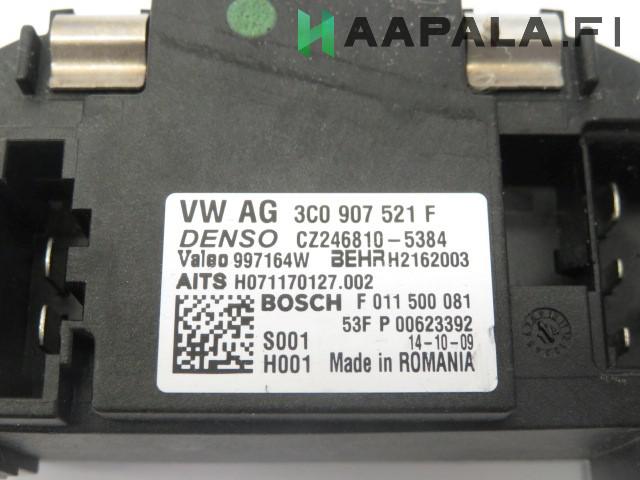 HAAPALA.FI
VW AG 3C0 907 521 F
DENSO CZ246810-5384
Valeo 997164W BEHR H2162003
AITS H071170127.002
BOSCH F 011 500 081
53F P 00623392
S001 14-10-09
H001 Made in ROMANIA